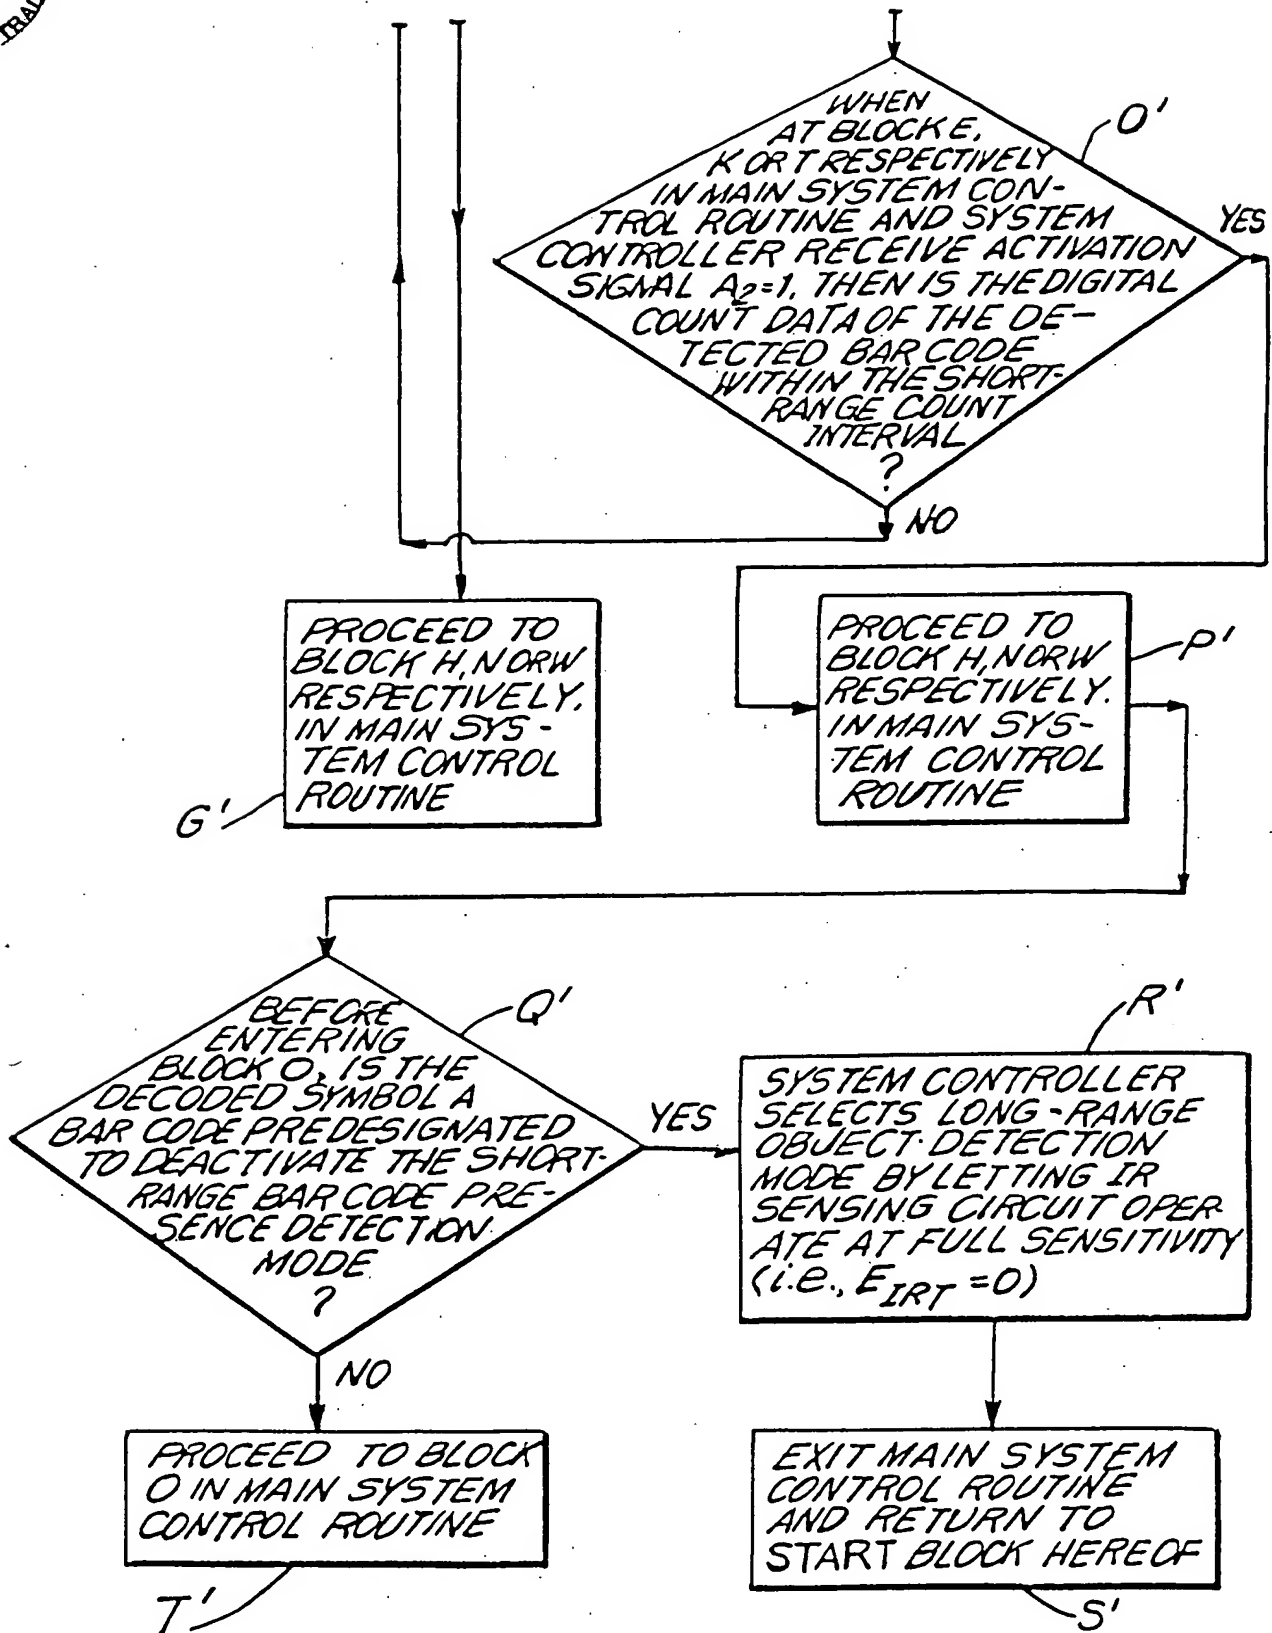 TRAD
WHEN
AT BLOCK E,
K OR T RESPECTIVELY
IN MAIN SYSTEM CON-
TROL ROUTINE AND SYSTEM
CONTROLLER RECEIVE ACTIVATION
SIGNAL A2=1, THEN IS THE DIGITAL
COUNT DATA OF THE DE-
TECTED BAR CODE
WITHIN THE SHORT-
RANGE COUNT
INTERVAL
?
O'
YES
NO
PROCEED TO
BLOCK H, N OR W
RESPECTIVELY,
IN MAIN SYS-
TEM CONTROL
ROUTINE
G'
PROCEED TO
BLOCK H, N OR W
RESPECTIVELY.
IN MAIN SYS-
TEM CONTROL
ROUTINE
P'
BEFORE
ENTERING
BLOCK O, IS THE
DECODED SYMBOL A
BAR CODE PREDESIGNATED
TO DEACTIVATE THE SHORT-
RANGE BAR CODE PRE-
SENCE DETECTION
MODE
?
Q'
YES
NO
SYSTEM CONTROLLER
SELECTS LONG-RANGE
OBJECT DETECTION
MODE BY LETTING IR
SENSING CIRCUIT OPER-
ATE AT FULL SENSITIVITY
(i.e., EIRT =0)
R'
PROCEED TO BLOCK
O IN MAIN SYSTEM
CONTROL ROUTINE
T'
EXIT MAIN SYSTEM
CONTROL ROUTINE
AND RETURN TO
START BLOCK HEREOF
S'